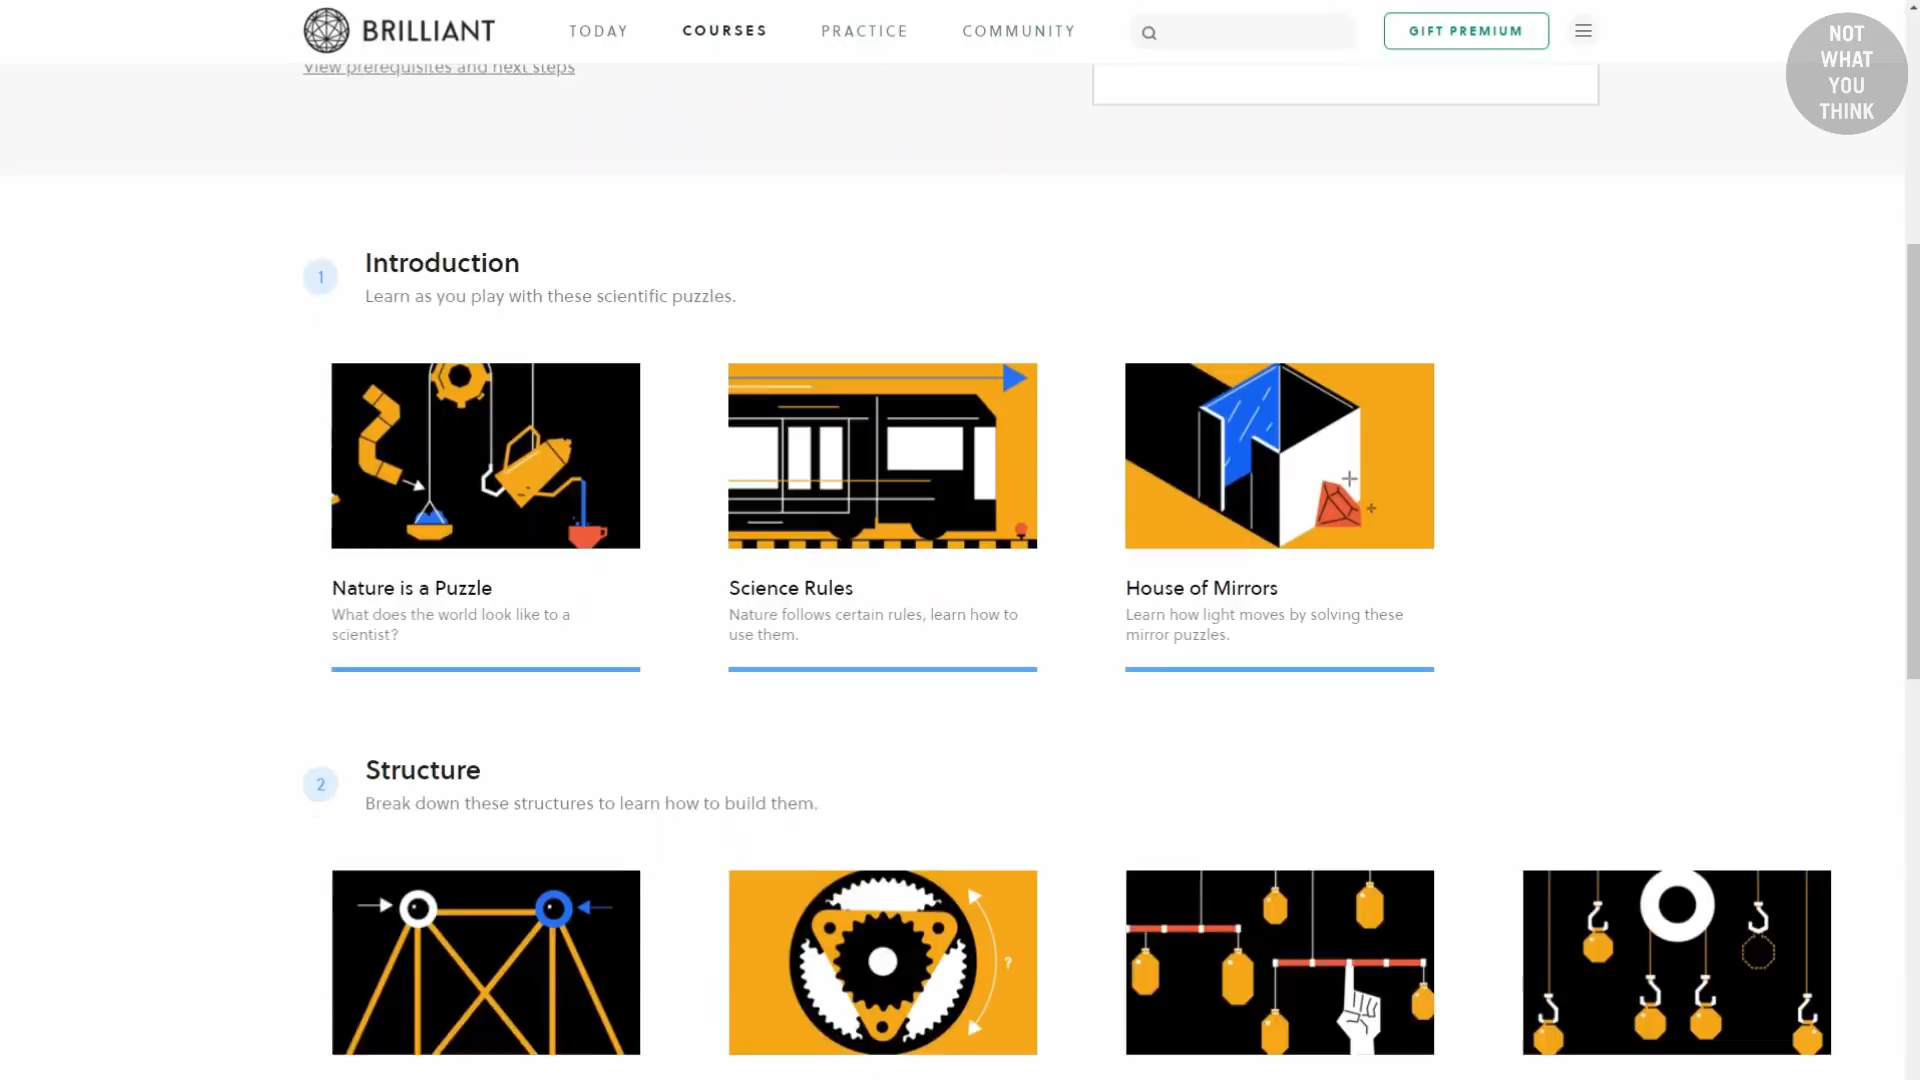 BRILLIANT
TODAY
COURSES
PRACTICE
COMMUNITY
GIFT PREMIUM
NOT
WHAT
YOU
THINK
View prerequisites and next steps
1
Introduction
Learn as you play with these scientific puzzles.
Nature is a Puzzle
What does the world look like to a
scientist?
Science Rules
Nature follows certain rules, learn how to
use them.
House of Mirrors
Learn how light moves by solving these
mirror puzzles.
2
Structure
Break down these structures to learn how to build them.
?